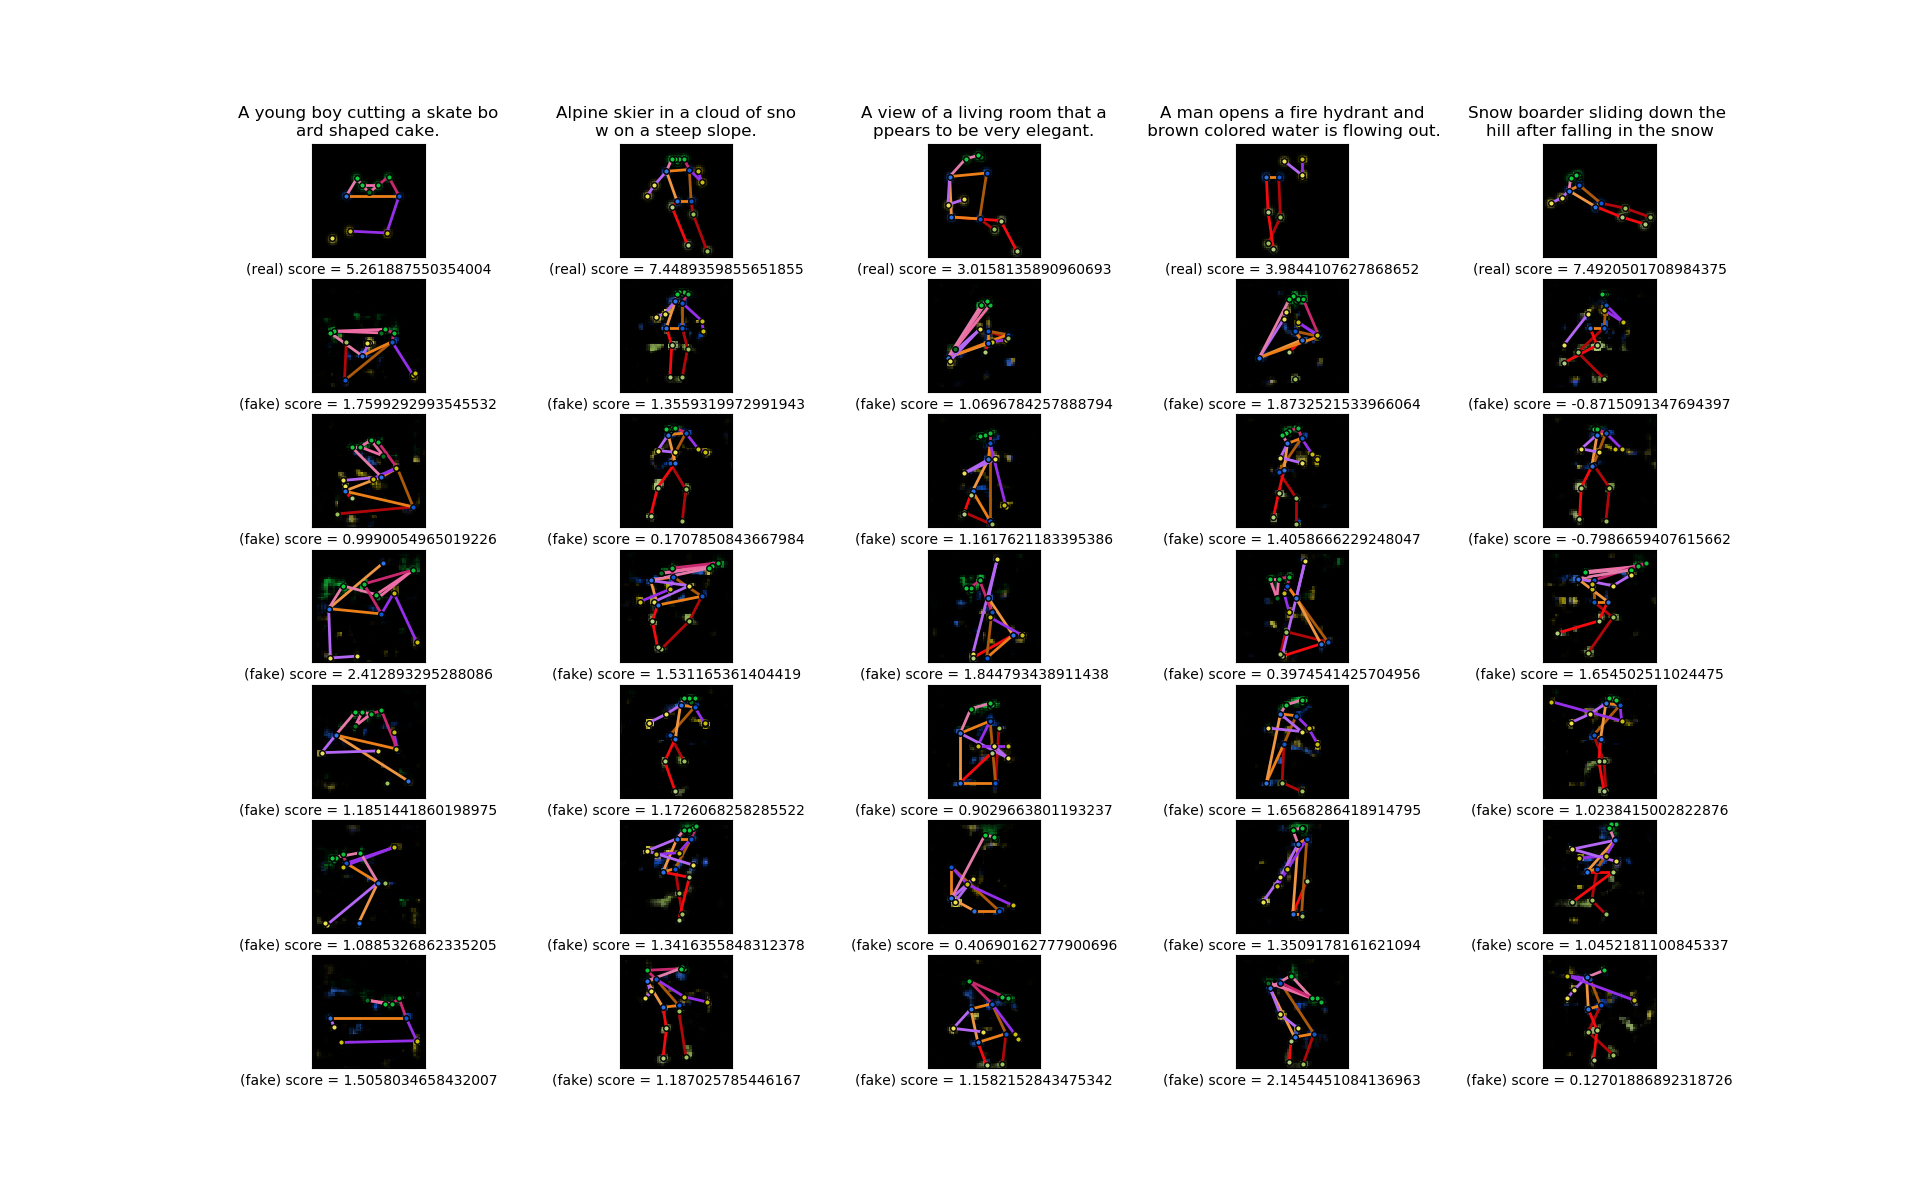 A young boy cutting a skate bo
ard shaped cake.
Alpine skier in a cloud of sno
w on a steep slope.
A view of a living room that a
ppears to be very elegant.
A man opens a fire hydrant and
brown colored water is flowing out.
Snow boarder sliding down the
hill after falling in the snow
(real) score = 5.261887550354004
(real) score = 7.4489359855651855
(real) score = 3.0158135890960693
(real) score = 3.9844107627868652
(real) score = 7.4920501708984375
(fake) score = 1.7599292993545532
(fake) score = 1.3559319972991943
(fake) score = 1.0696784257888794
(fake) score = 1.8732521533966064
(fake) score = -0.8715091347694397
(fake) score = 0.9990054965019226
(fake) score = 0.1707850843667984
(fake) score = 1.1617621183395386
(fake) score = 1.4058666229248047
(fake) score = -0.7986659407615662
(fake) score = 2.412893295288086
(fake) score = 1.531165361404419
(fake) score = 1.844793438911438
(fake) score = 0.3974541425704956
(fake) score = 1.654502511024475
(fake) score = 1.1851441860198975
(fake) score = 1.1726068258285522
(fake) score = 0.9029663801193237
(fake) score = 1.6568286418914795
(fake) score = 1.0238415002822876
(fake) score = 1.0885326862335205
(fake) score = 1.3416355848312378
(fake) score = 0.40690162777900696
(fake) score = 1.3509178161621094
(fake) score = 1.0452181100845337
(fake) score = 1.5058034658432007
(fake) score = 1.187025785446167
(fake) score = 1.1582152843475342
(fake) score = 2.1454451084136963
(fake) score = 0.12701886892318726